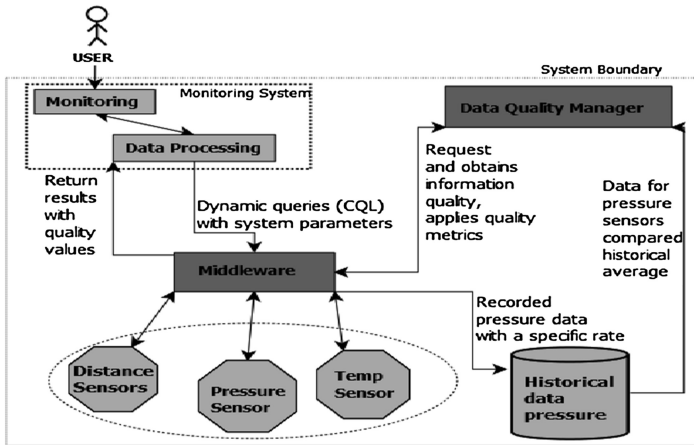 USER
System Boundary
Monitoring System
Monitoring
Data Quality Manager
Data Processing
Return
results
with
quality
values
Dynamic queries (CQL)
with system parameters
Request
and obtains
information
quality,
applies quality
metrics
Data for
pressure
sensors
compared
historical
average
Middleware
Recorded
pressure data
with a specific rate
Distance
Sensors
Pressure
Sensor
Temp
Sensor
Historical
data
pressure